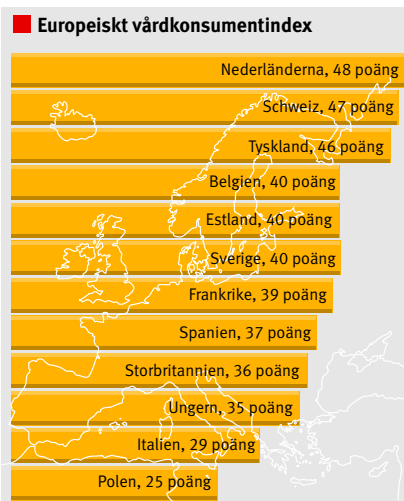 Europeiskt vårdkonsumentindex
Nederländerna, 48 poäng
Schweiz, 47 poäng
Tyskland, 46 poäng
Belgien, 40 poäng
Estland, 40 poäng
Sverige, 40 poäng
Frankrike, 39 poäng
Spanien, 37 poäng
Storbritannien, 36 poäng
Ungern, 35 poäng
Italien, 29 poäng
Polen, 25 poäng